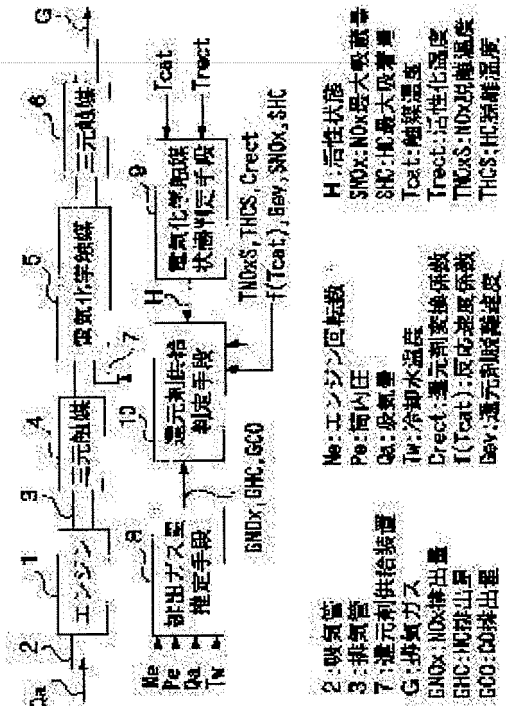 Qa
2
1
エンジン
3
4
三元触媒
5
電気化学触媒
7
6
三元触媒
G
Ne
Pe
Qa
Tw
8
排出ガス量
推定手段
GNOx,GHC,GCO
10
還元剤供給
判定手段
H
9
電気化学触媒
状態判定手段
Tcat
Trect
TNOxS,THCS,Crect
f(Tcat),Gev,SNOx,SHC
2:吸気管
3:排気管
7:還元剤供給装置
G:排気ガス
GNOx:NOx排出量
GHC:HC排出量
GCO:CO排出量
Ne:エンジン回転数
Pe:筒内圧
Qa:吸気量
Tw:冷却水温度
Crect:還元剤変換係数
f(Tcat):反応速度係数
Gev:還元剤脱離速度
H:活性状態
SNOx:NOx最大吸蔵量
SHC:HC最大吸着量
Tcat:触媒温度
Trect:活性化温度
TNOxS:NOx脱離温度
THCS:HC脱離温度